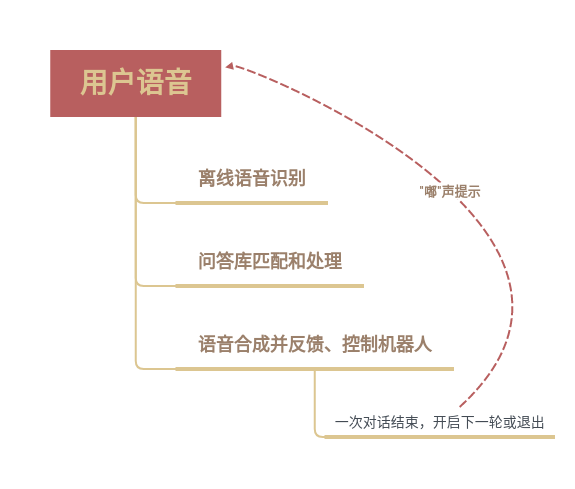 用户语音
离线语音识别
"嘟"声提示
问答库匹配和处理
语音合成并反馈、控制机器人
一次对话结束，开启下一轮或退出